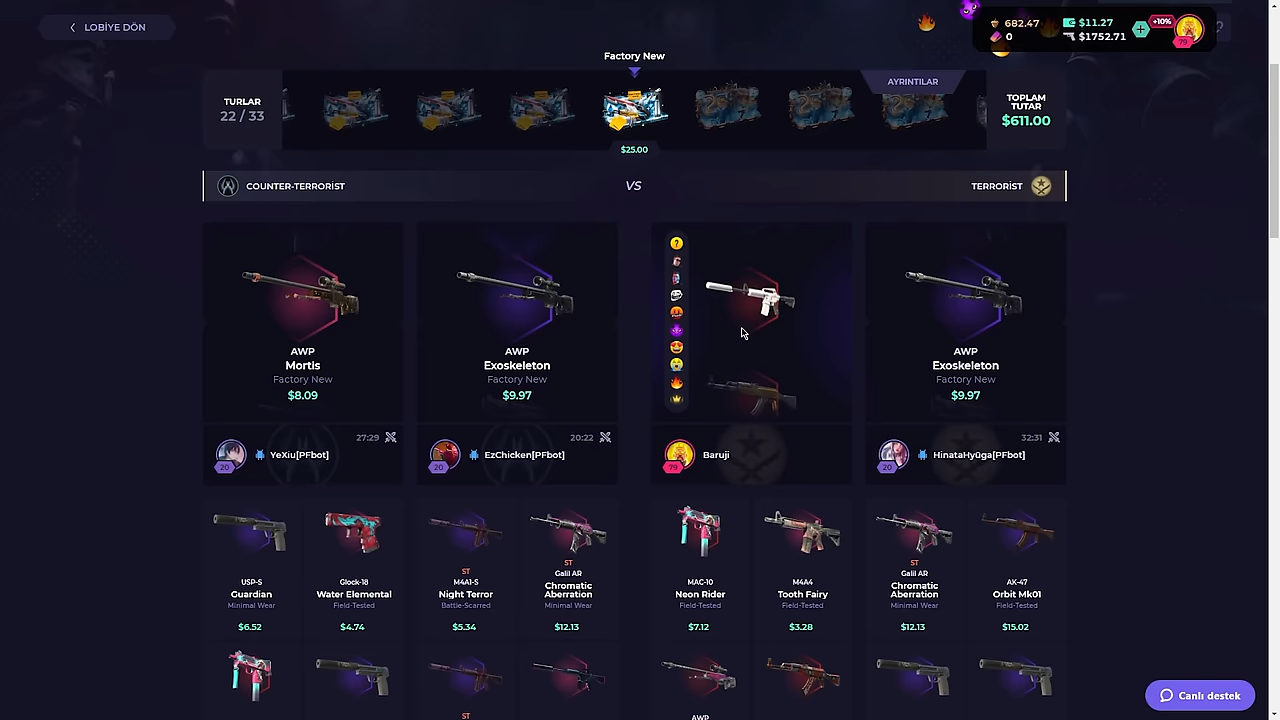 LOBİYE DÖN
682.47
$11.27
+10%
0
$1752.71
79
?
Factory New
TURLAR
22 / 33
AYRINTILAR
TOPLAM
TUTAR
$611.00
$25.00
COUNTER-TERRORİST
VS
TERRORİST
AWP
Mortis
Factory New
$8.09
AWP
Exoskeleton
Factory New
$9.97
AWP
Exoskeleton
Factory New
$9.97
27:29
YeXiu[PFbot]
20
20:22
EzChicken[PFbot]
20
Baruji
79
32:31
HinataHyūga[PFbot]
20
USP-S
Guardian
Minimal Wear
$6.52
Glock-18
Water Elemental
Field-Tested
$4.74
ST
M4A1-S
Night Terror
Battle-Scarred
$5.34
ST
Galil AR
Chromatic
Aberration
Minimal Wear
$12.13
MAC-10
Neon Rider
Field-Tested
$7.12
M4A4
Tooth Fairy
Field-Tested
$3.28
ST
Galil AR
Chromatic
Aberration
Minimal Wear
$12.13
AK-47
Orbit Mk01
Field-Tested
$15.02
ST
AWP
Canlı destek